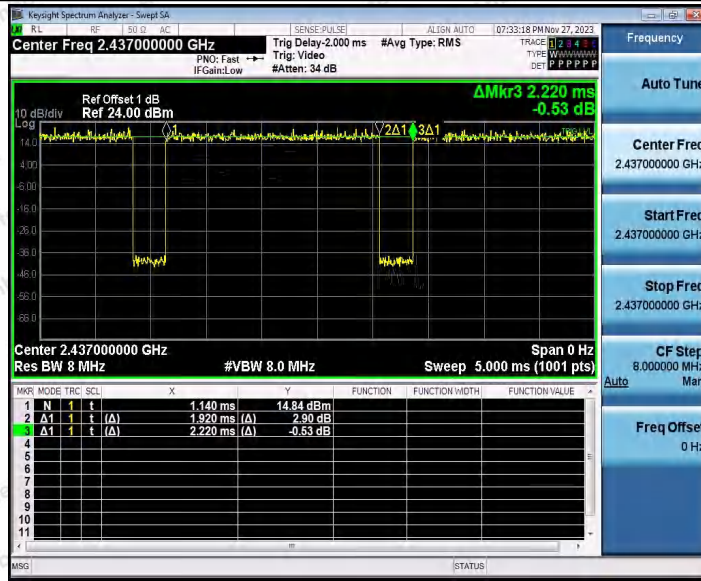 Keysight Spectrum Analyzer - Swept SA
RL RF 50 Ω AC SENSE:PULSE ALIGN AUTO 07:33:18 PM Nov 27, 2023
Center Freq 2.437000000 GHz
PNO: Fast
IFGain:Low
Trig Delay-2.000 ms
Trig: Video
#Atten: 34 dB
#Avg Type: RMS
TRACE 1 2 3 4 5 6
TYPE W
DET P P P P P P
ΔMkr3 2.220 ms
-0.53 dB
Ref Offset 1 dB
10 dB/div Ref 24.00 dBm
Log
1 2Δ1 3Δ1
14.0
4.00
-6.00
-16.0
-26.0
-36.0
-46.0
-56.0
-66.0
Center 2.437000000 GHz Span 0 Hz
Res BW 8 MHz #VBW 8.0 MHz Sweep 5.000 ms (1001 pts)
MKR MODE TRC SCL X Y FUNCTION FUNCTION WIDTH FUNCTION VALUE
1 N 1 t 1.140 ms 14.84 dBm
2 Δ1 1 t (Δ) 1.920 ms (Δ) 2.90 dB
3 Δ1 1 t (Δ) 2.220 ms (Δ) -0.53 dB
4
5
6
7
8
9
10
11
MSG STATUS
Frequency
Auto Tune
Center Freq
2.437000000 GHz
Start Freq
2.437000000 GHz
Stop Freq
2.437000000 GHz
CF Step
8.000000 MHz
Auto Man
Freq Offset
0 Hz